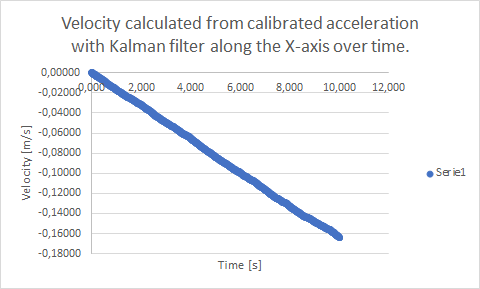 Velocity calculated from calibrated acceleration
with Kalman filter along the X-axis over time.
0,00000
0,000 2,000 4,000 6,000 8,000 10,000 12,000
-0,02000
-0,04000
-0,06000
-0,08000
-0,10000
-0,12000
-0,14000
-0,16000
-0,18000
Velocity [m/s]
Time [s]
Serie1